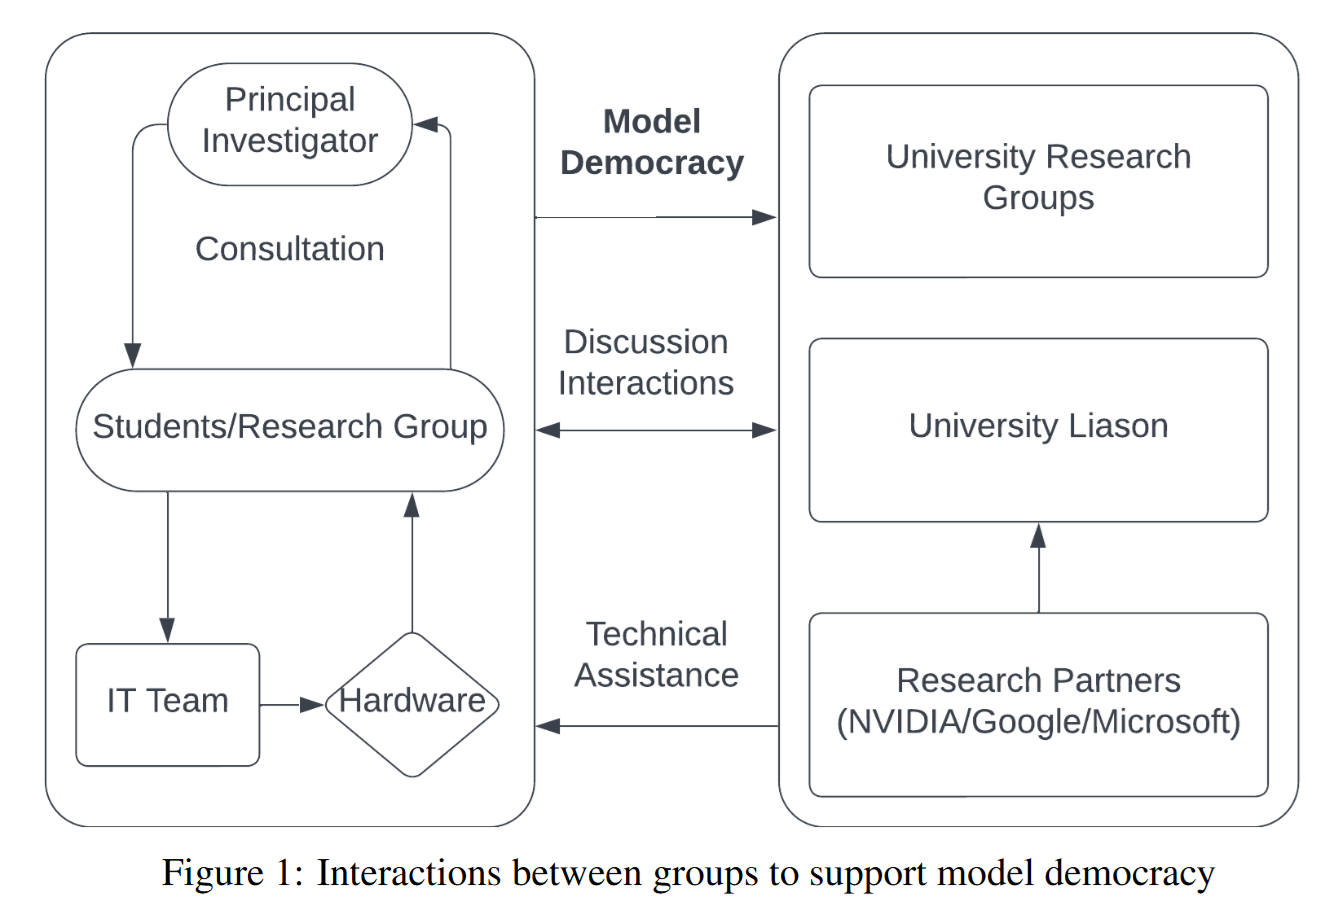 Principal
Investigator
Consultation
Students/Research Group
IT Team
Hardware
Model
Democracy
Discussion
Interactions
Technical
Assistance
University Research
Groups
University Liason
Research Partners
(NVIDIA/Google/Microsoft)
Figure 1: Interactions between groups to support model democracy